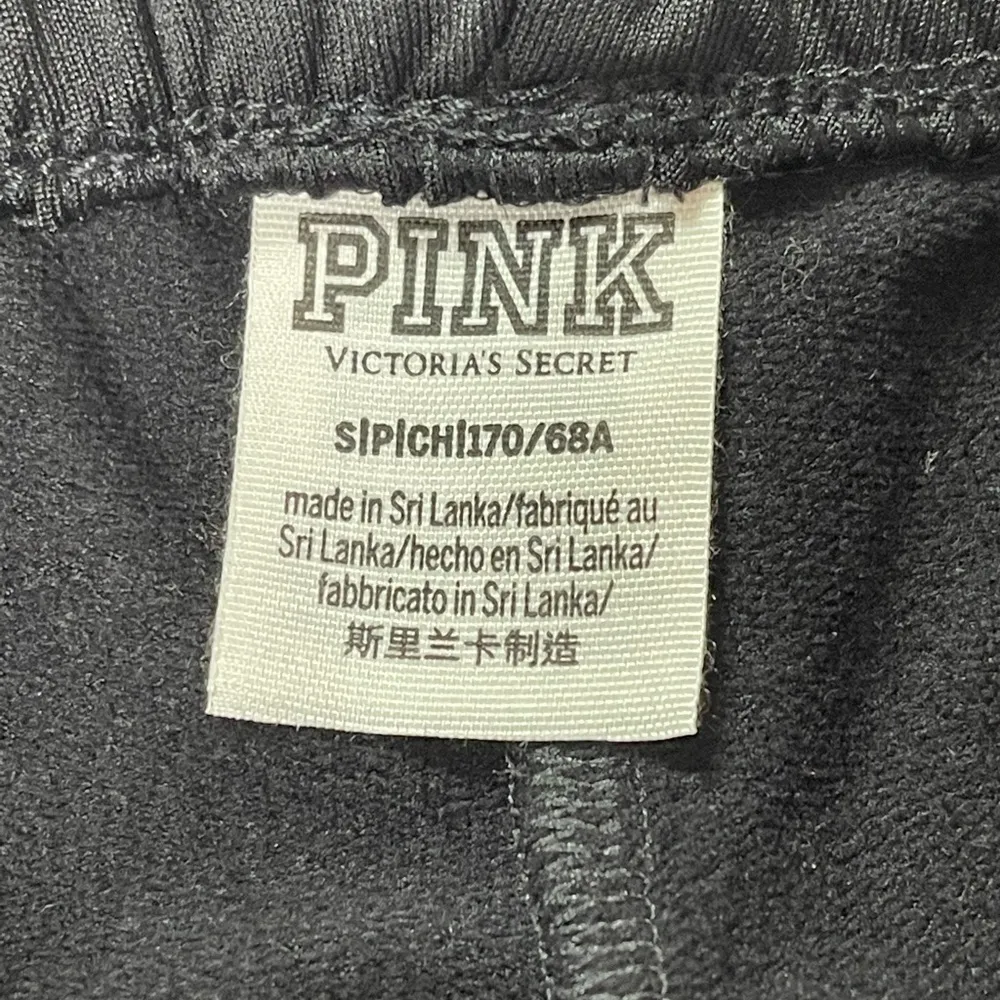 PINK
VICTORIA'S SECRET
S|P|CH|170/68A
made in Sri Lanka/fabriqué au
Sri Lanka/hecho en Sri Lanka/
fabbricato in Sri Lanka/
斯里兰卡制造